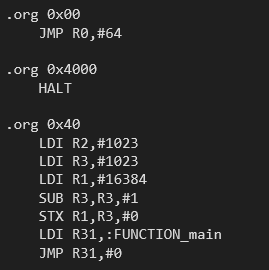 .org 0x00
JMP R0,#64
.org 0x4000
HALT
.org 0x40
LDI R2,#1023
LDI R3,#1023
LDI R1,#16384
SUB R3,R3,#1
STX R1,R3,#0
LDI R31,:FUNCTION_main
JMP R31,#0